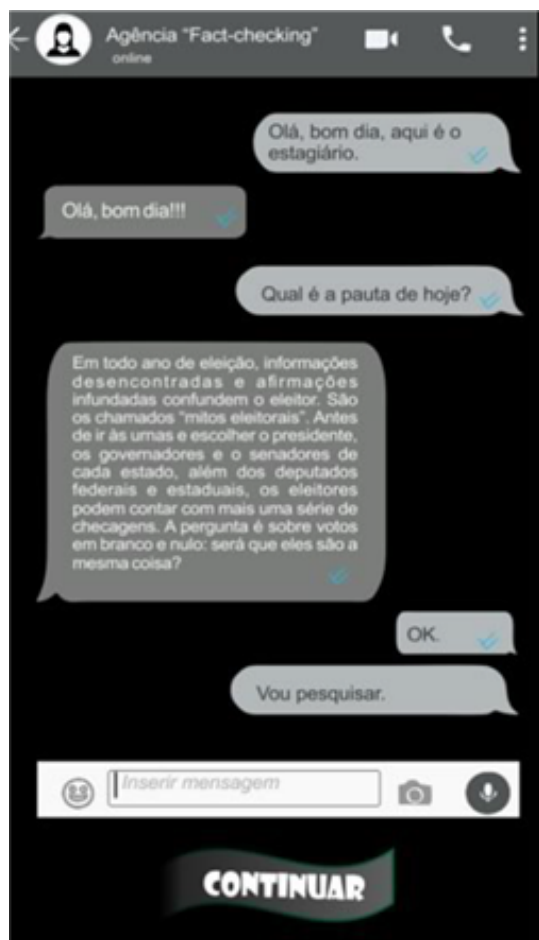 Agência "Fact-checking"
online
Olá, bom dia, aqui é o
estagiário.
Olá, bom dia!!!
Qual é a pauta de hoje?
Em todo ano de eleição, informações
desencontradas e afirmações
infundadas confundem o eleitor. São
os chamados "mitos eleitorais". Antes
de ir às urnas e escolher o presidente,
os governadores e o senadores de
cada estado, além dos deputados
federais e estaduais, os eleitores
podem contar com mais uma série de
checagens. A pergunta é sobre votos
em branco e nulo: será que eles são a
mesma coisa?
OK.
Vou pesquisar.
Inserir mensagem
CONTINUAR